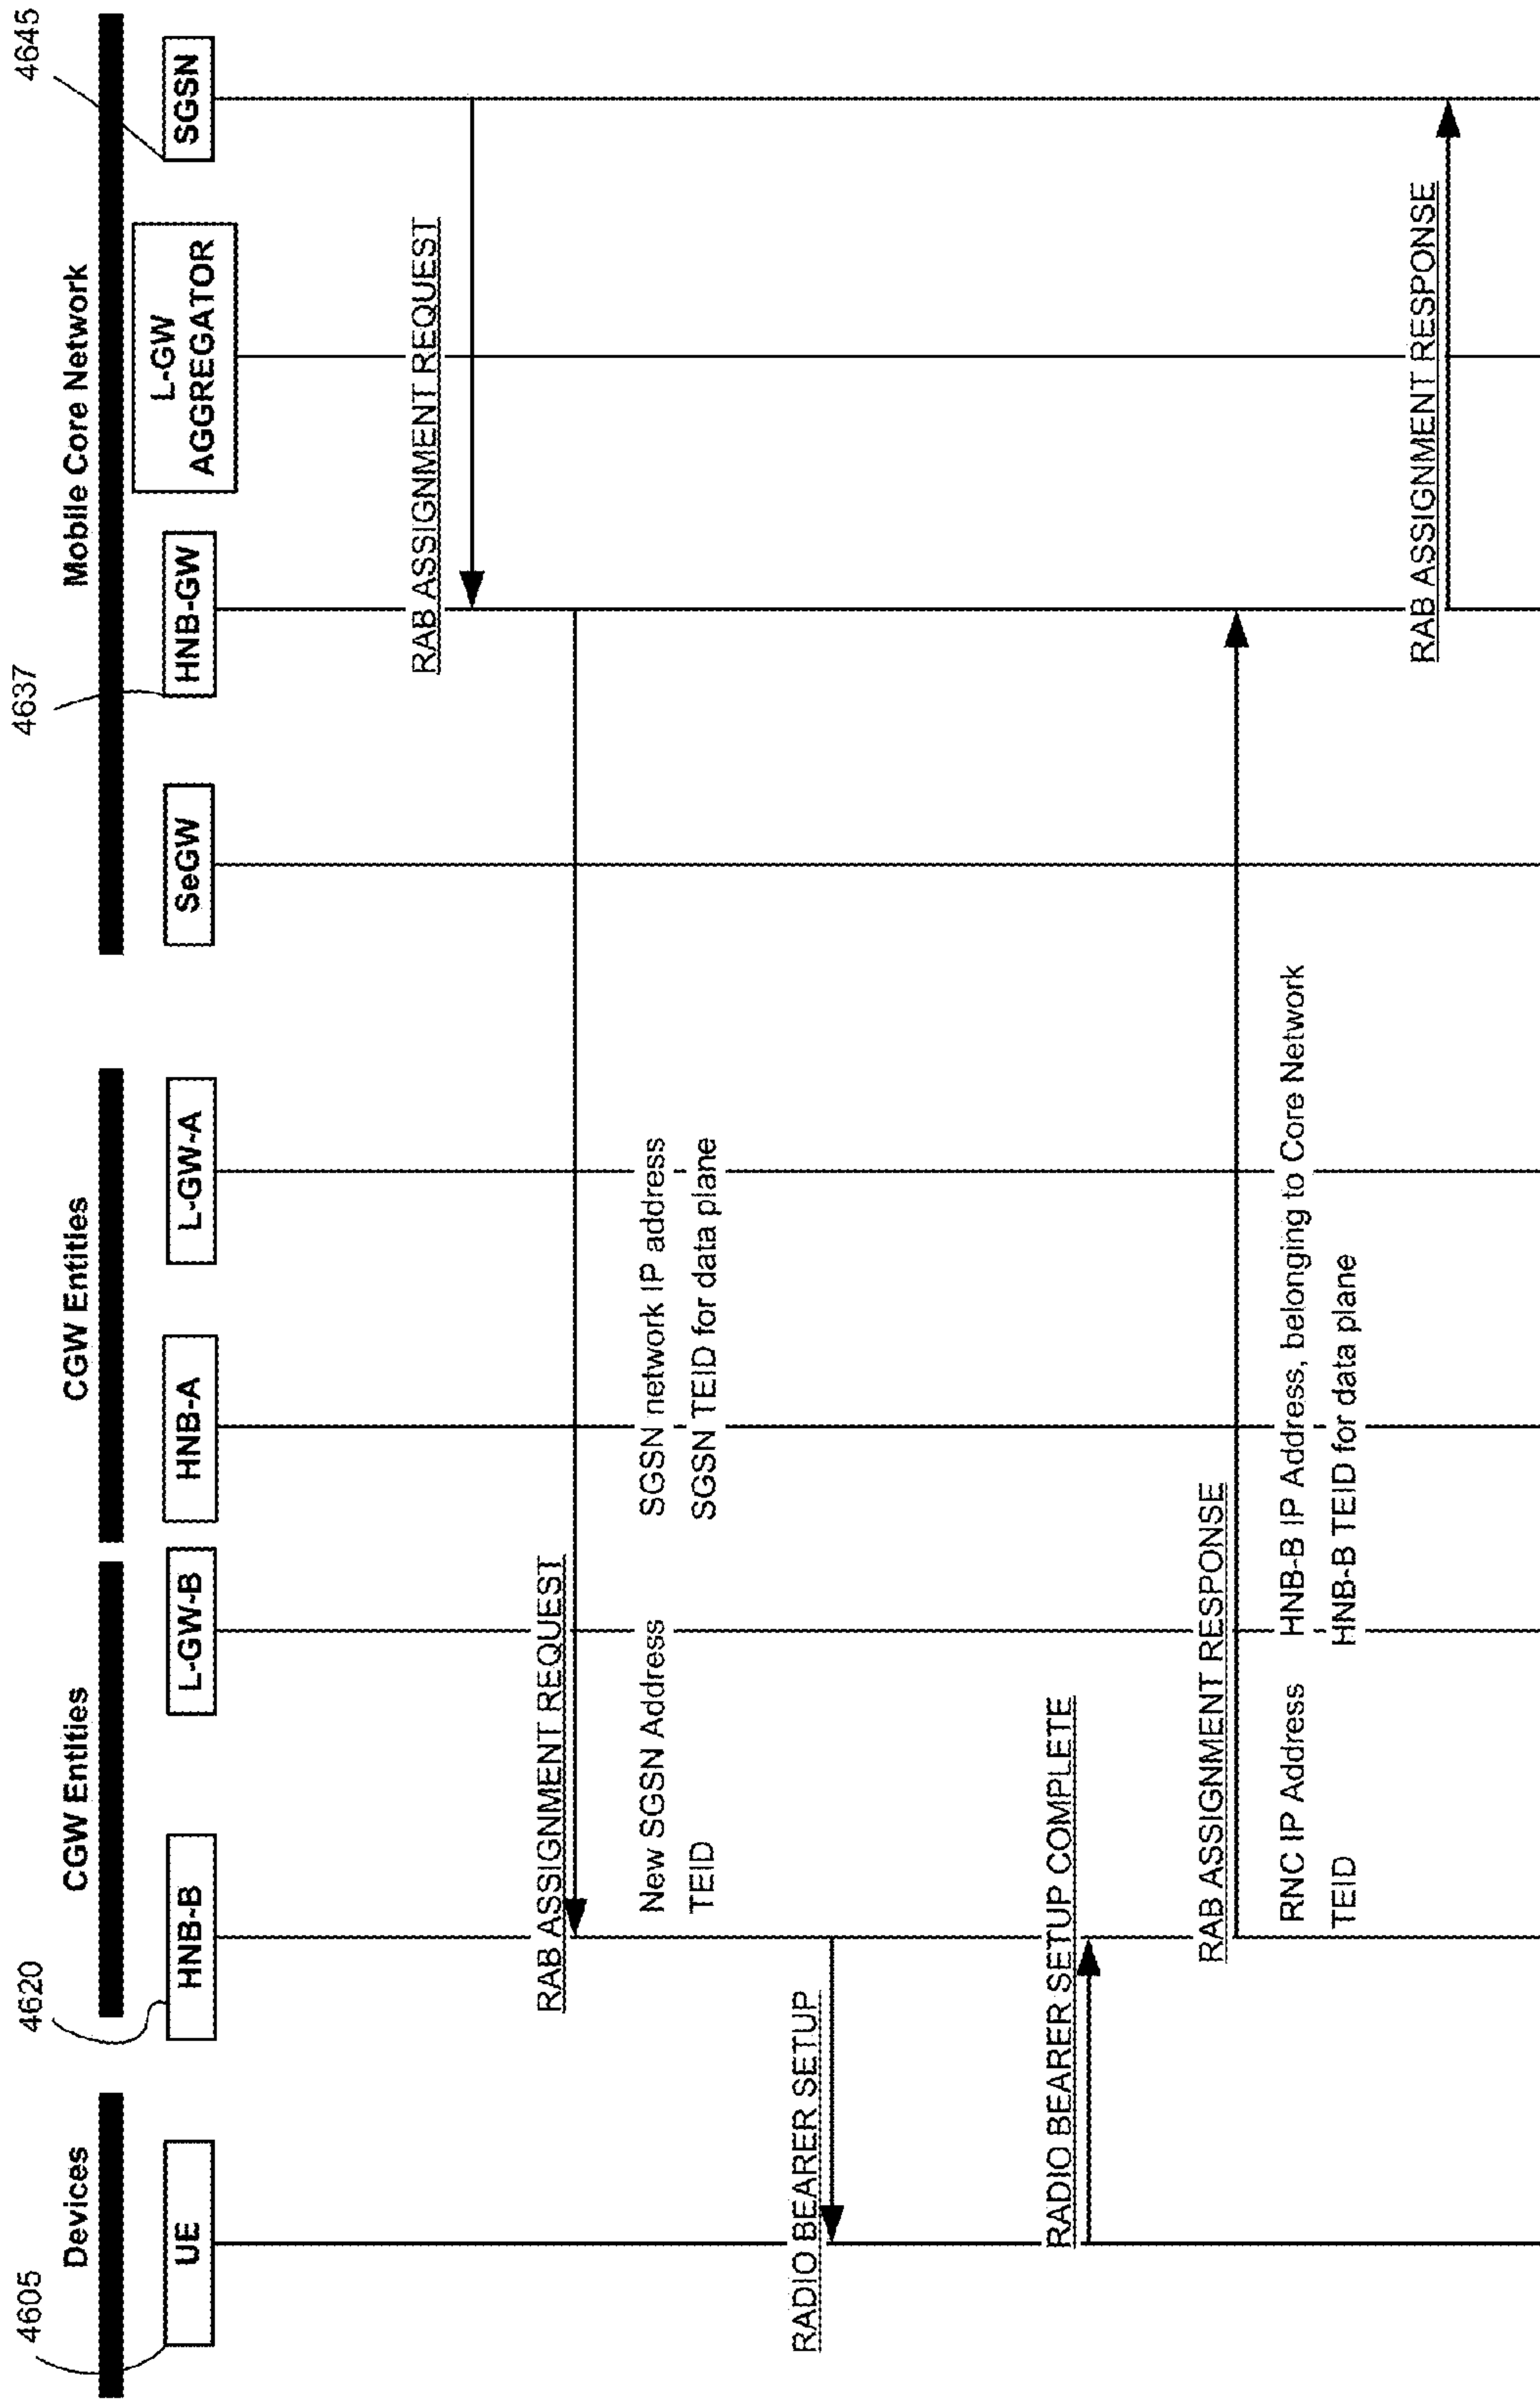 Devices
CGW Entities
CGW Entities
Mobile Core Network
4605
4620
4637
4645
UE
HNB-B
L-GW-B
HNB-A
L-GW-A
SeGW
HNB-GW
L-GW
AGGREGATOR
SGSN
RAB ASSIGNMENT REQUEST
RAB ASSIGNMENT REQUEST
New SGSN Address SGSN network IP address
TEID SGSN TEID for data plane
RADIO BEARER SETUP
RADIO BEARER SETUP COMPLETE
RAB ASSIGNMENT RESPONSE
RNC IP Address HNB-B IP Address, belonging to Core Network
TEID HNB-B TEID for data plane
RAB ASSIGNMENT RESPONSE